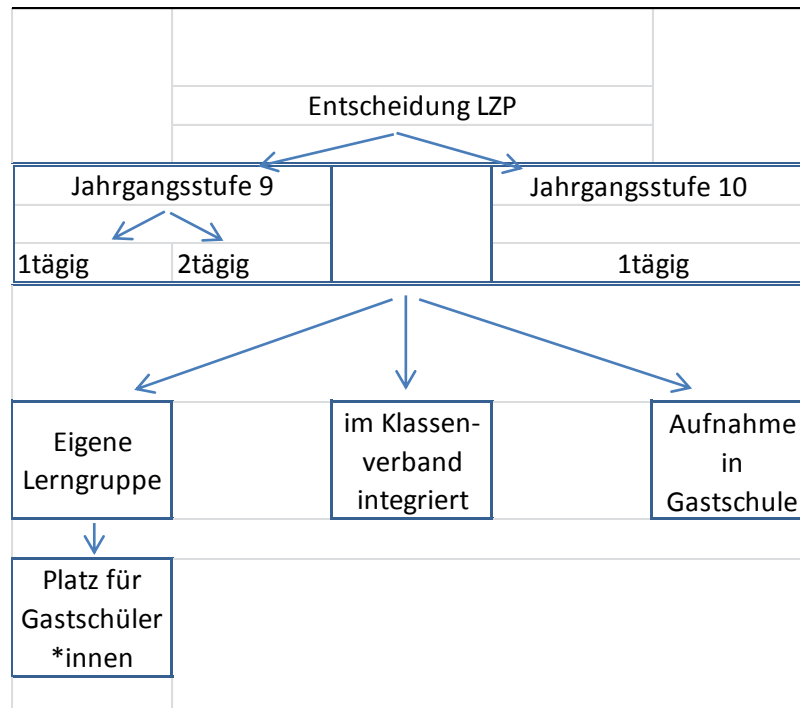 Entscheidung LZP
Jahrgangsstufe 9
Jahrgangsstufe 10
1tägig
2tägig
1tägig
Eigene
Lerngruppe
im Klassen-
verband
integriert
Aufnahme
in
Gastschule
Platz für
Gastschüler
*innen